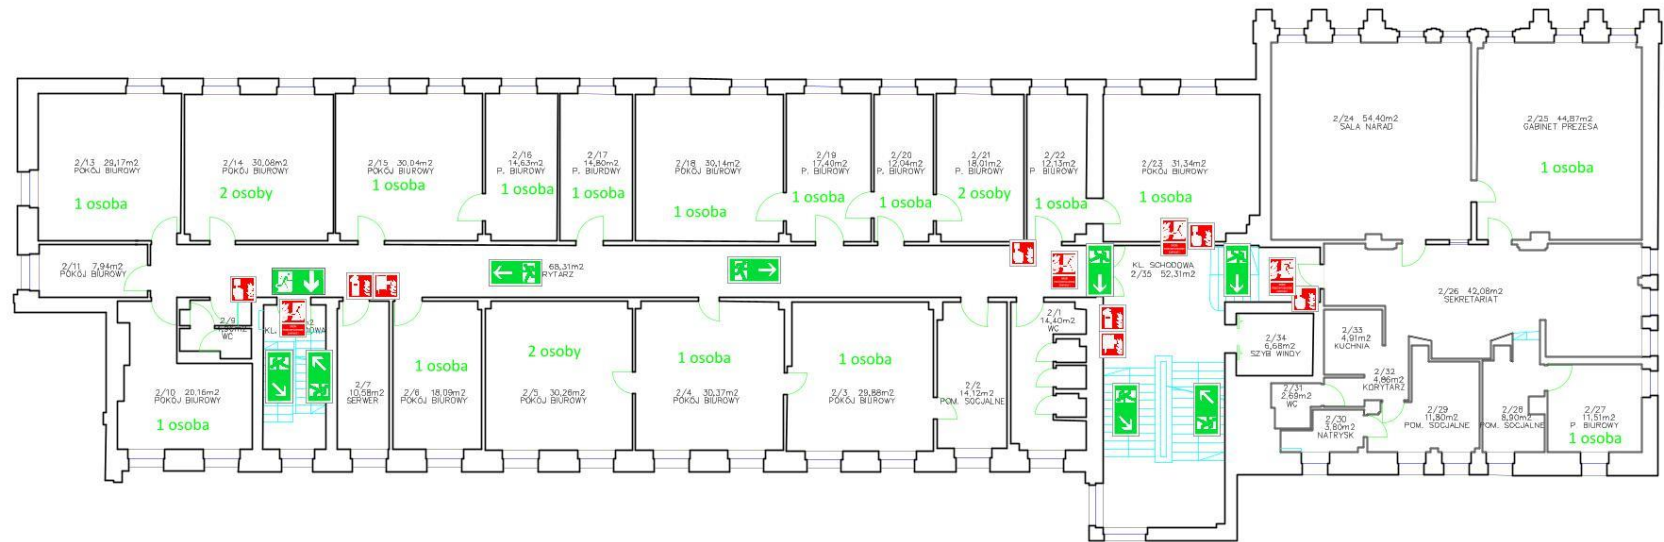 2/24 54,40m2
SALA NARAD
2/25 44,87m2
GABINET PREZESA
1 osoba
2/13 29,17m2
POKÓJ BIUROWY
1 osoba
2/14 30,08m2
POKÓJ BIUROWY
2 osoby
2/15 30,04m2
POKÓJ BIUROWY
1 osoba
2/16
14,63m2
P. BIUROWY
1 osoba
2/17
14,80m2
P. BIUROWY
1 osoba
2/18 30,14m2
POKÓJ BIUROWY
1 osoba
2/19
17,40m2
P. BIUROWY
1 osoba
2/20
12,04m2
P. BIUROWY
1 osoba
2/21
18,01m2
P. BIUROWY
2 osoby
2/22
12,13m2
P. BIUROWY
1 osoba
2/23 31,34m2
POKÓJ BIUROWY
1 osoba
2/11 7,94m2
POKÓJ BIUROWY
68,31m2
RYTARZ
KL. SCHODOWA
2/35 52,31m2
2/26 42,08m2
SEKRETARIAT
2/9
WC
KL.
2/10 20,16m2
POKÓJ BIUROWY
1 osoba
2/7
10,58m2
SERWER
2/6 18,09m2
POKÓJ BIUROWY
1 osoba
2/5 30,26m2
POKÓJ BIUROWY
2 osoby
2/4 30,37m2
POKÓJ BIUROWY
1 osoba
2/3 29,88m2
POKÓJ BIUROWY
1 osoba
2/2
14,12m2
POM. SOCJALNE
2/1
14,40m2
WC
2/34
6,68m2
SZYB WINDY
2/33
4,91m2
KUCHNIA
2/32
4,86m2
KORYTARZ
2/31
2,69m2
WC
2/30
3,80m2
NATRYSK
2/29
11,80m2
POM. SOCJALNE
2/28
8,90m2
POM. SOCJALNE
2/27
11,51m2
P. BIUROWY
1 osoba